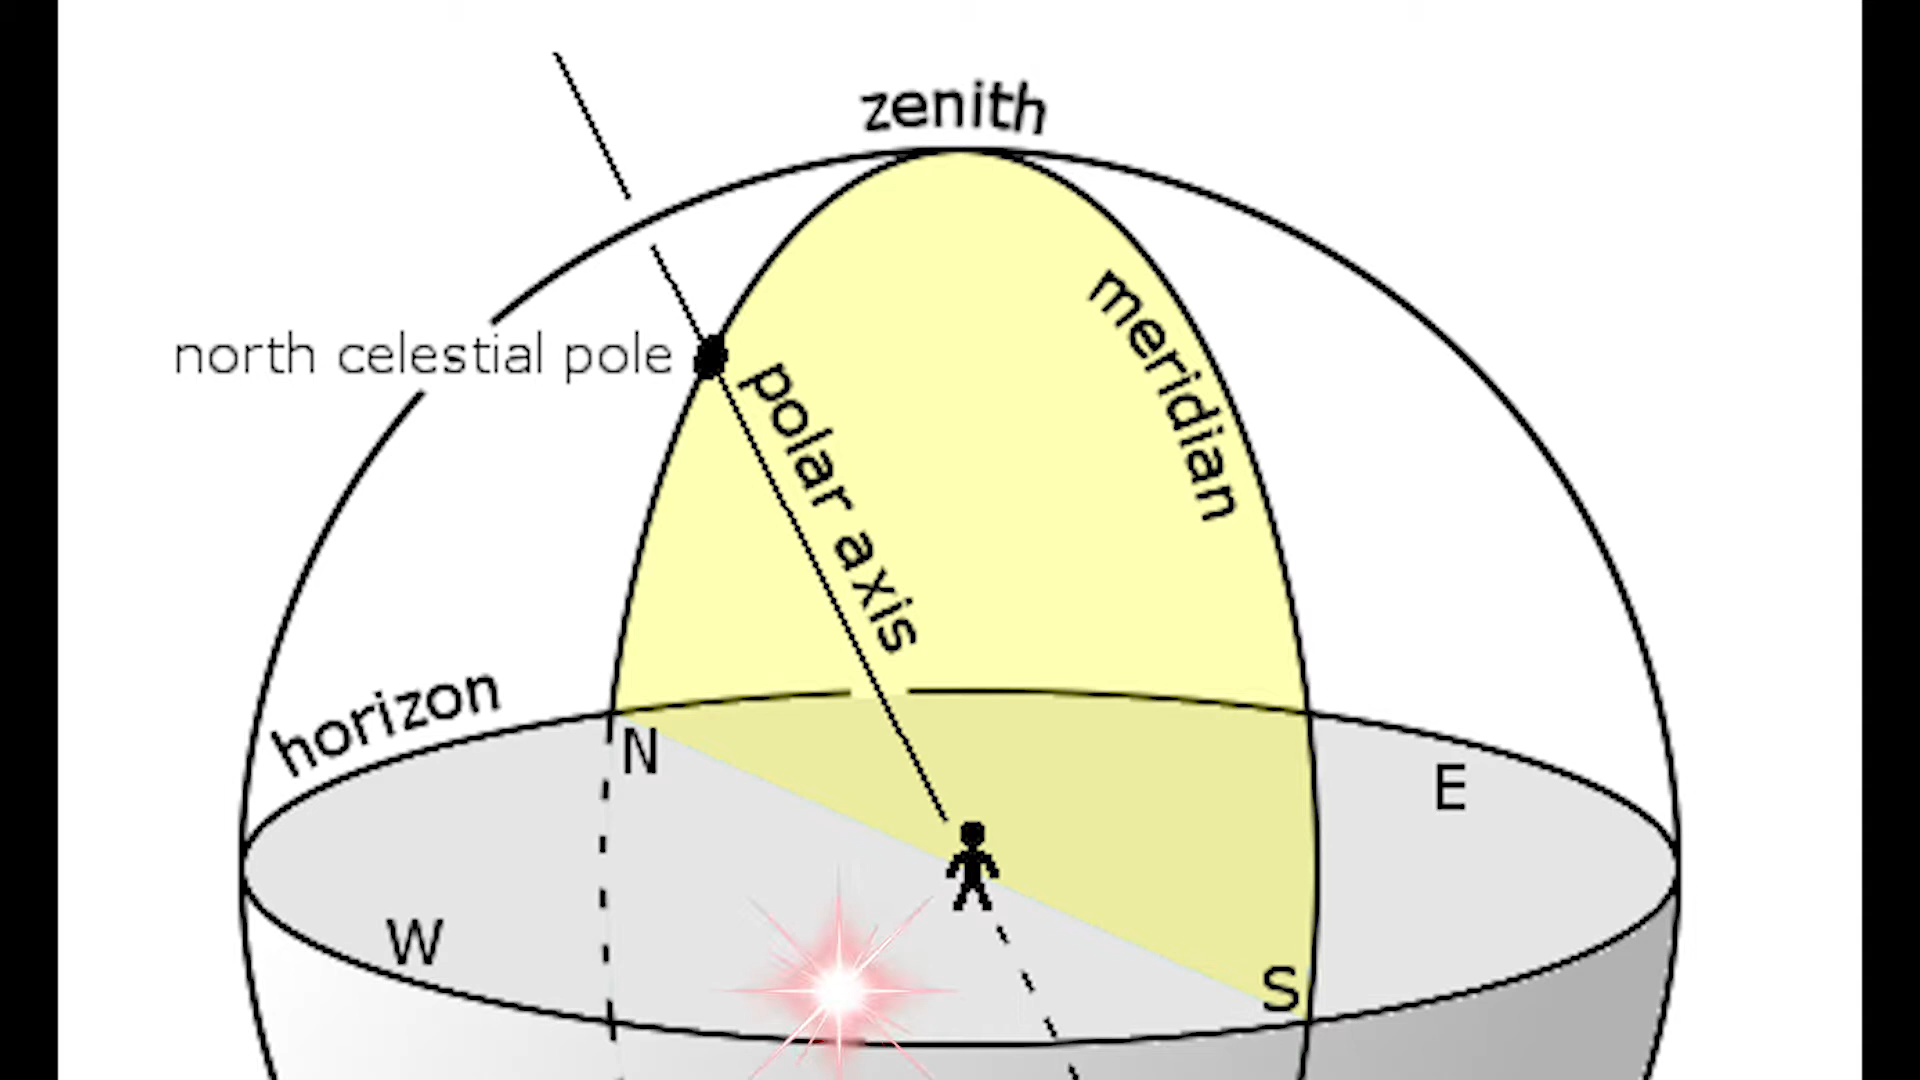 zenith
meridian
north celestial pole
polar axis
horizon
N
E
W
S